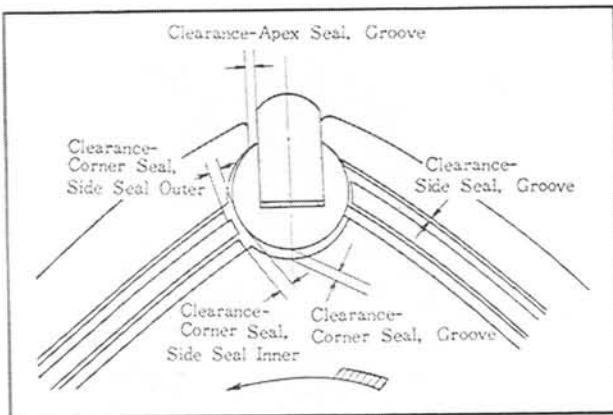 Clearance-Apex Seal, Groove
Clearance-
Corner Seal,
Side Seal Outer
Clearance-
Side Seal, Groove
Clearance-
Corner Seal,
Side Seal Inner
Clearance-
Corner Seal, Groove